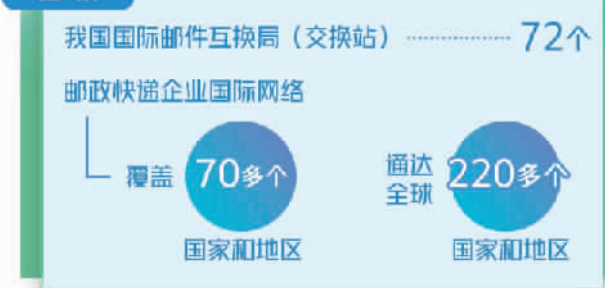 我国国际邮件互换局（交换站） 72个
邮政快递企业国际网络
覆盖 70多个
国家和地区
通达
全球 220多个
国家和地区